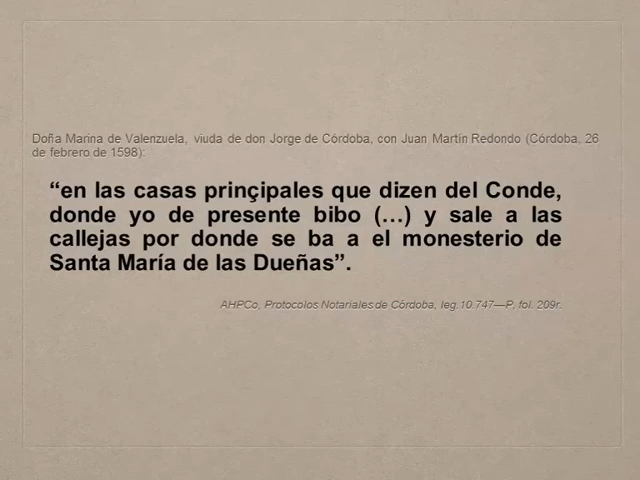 Doña Marina de Valenzuela, viuda de don Jorge de Córdoba, con Juan Martín Redondo (Córdoba, 26
de febrero de 1598):
“en las casas prinçipales que dizen del Conde,
donde yo de presente bibo (…) y sale a las
callejas por donde se ba a el monesterio de
Santa María de las Dueñas”.
AHPCo, Protocolos Notariales de Córdoba, leg.10.747—P, fol. 209r.